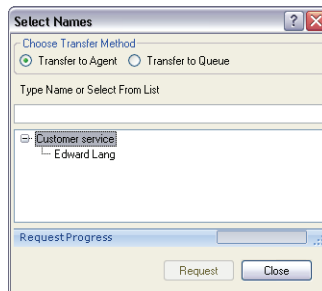 Select Names
Choose Transfer Method
Transfer to Agent Transfer to Queue
Type Name or Select From List
Customer service
Edward Lang
Request Progress
Request Close